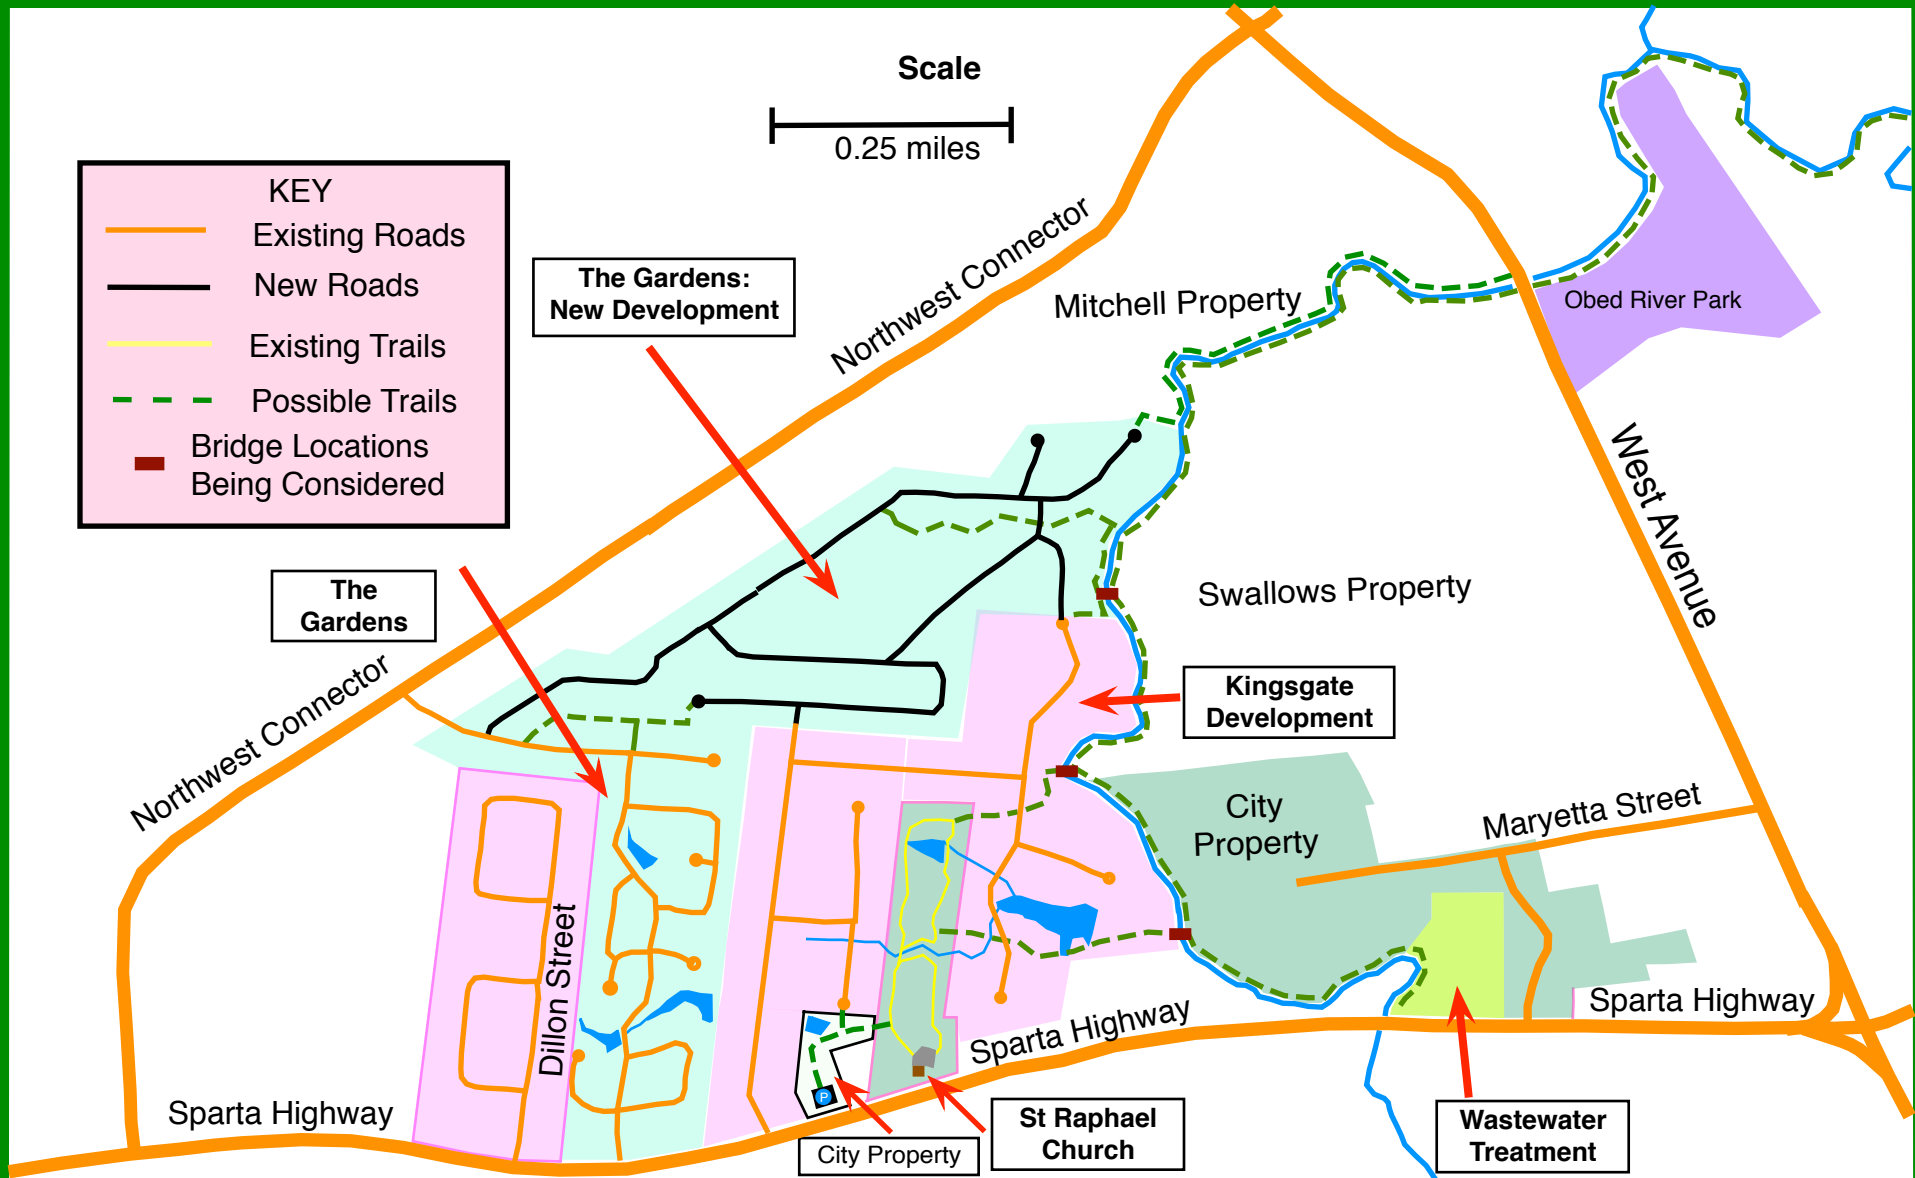 Scale
0.25 miles
KEY
Existing Roads
New Roads
Existing Trails
Possible Trails
Bridge Locations
Being Considered
The Gardens:
New Development
Northwest Connector
Mitchell Property
Obed River Park
West Avenue
The
Gardens
Swallows Property
Northwest Connector
Kingsgate
Development
City
Property
Maryetta Street
Dillon Street
Sparta Highway
Sparta Highway
Sparta Highway
P
City Property
St Raphael
Church
Wastewater
Treatment